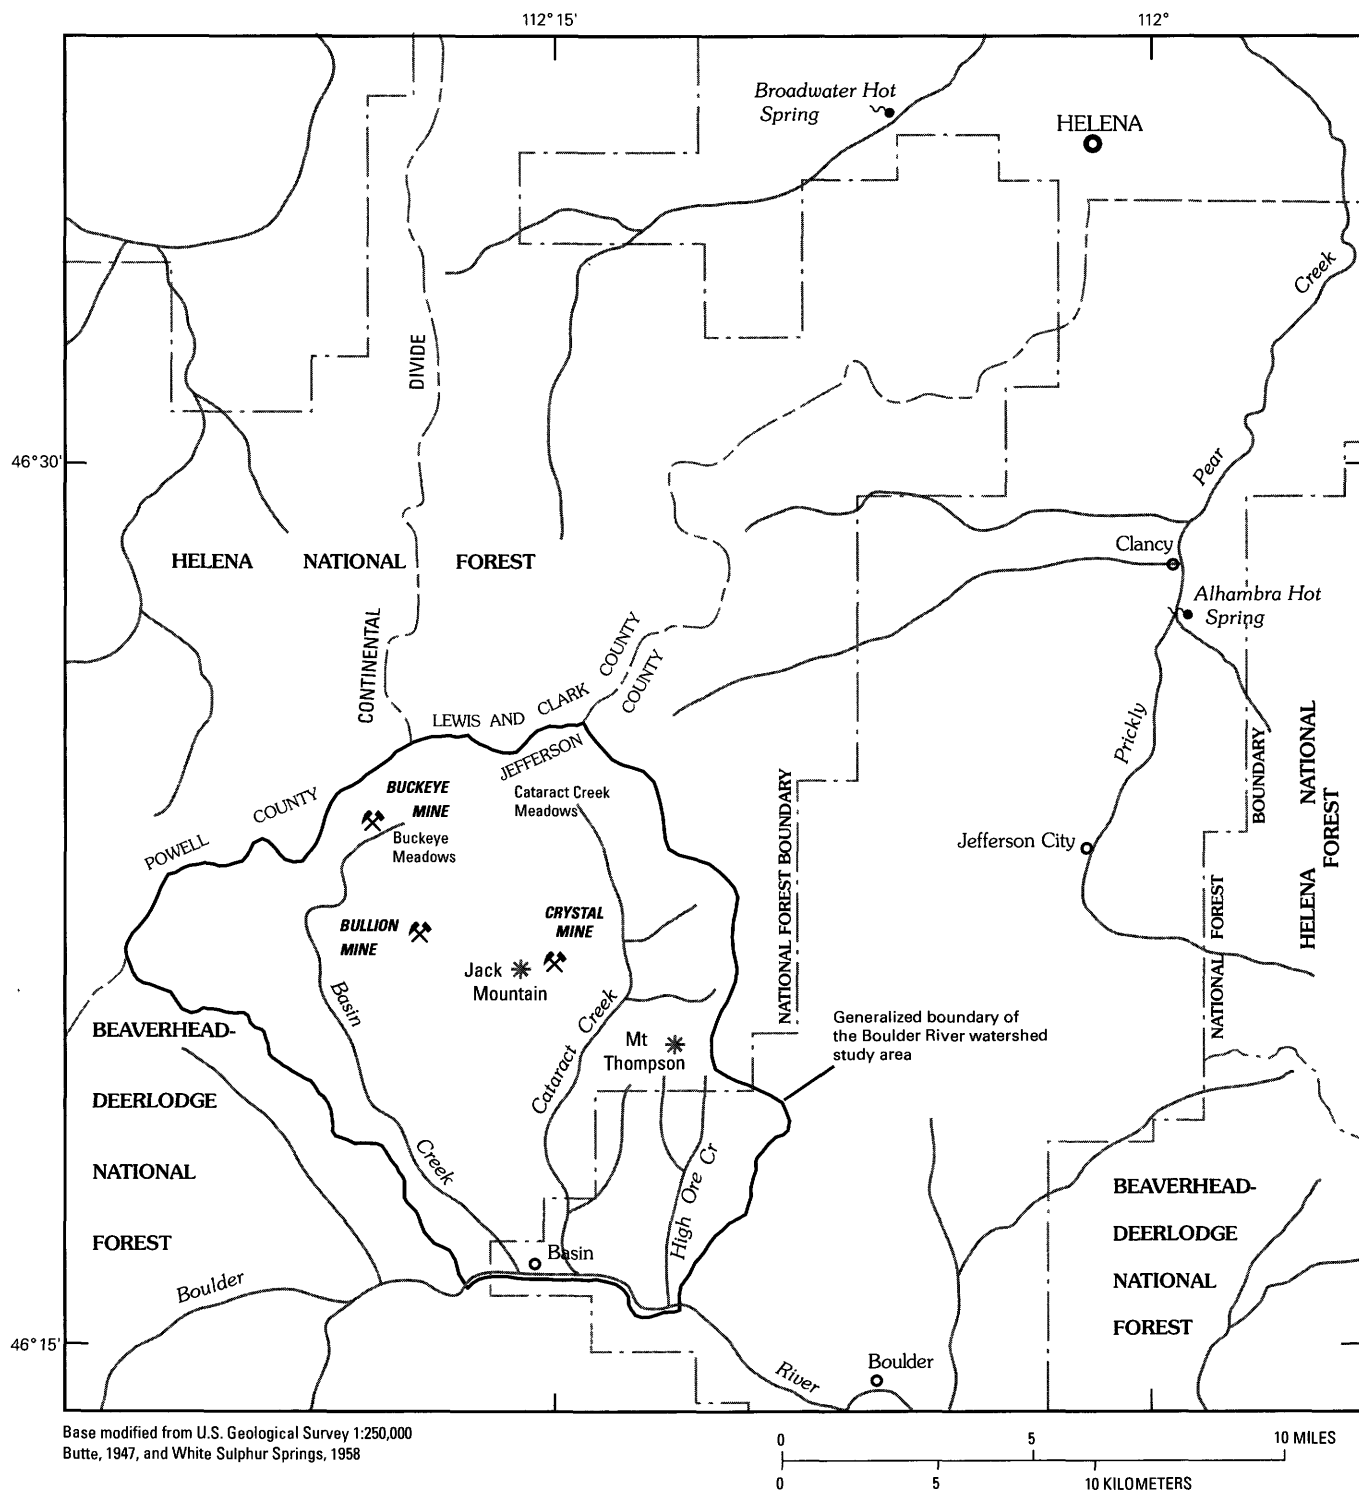 112° 15'
112°
Broadwater Hot
Spring
HELENA
Creek
DIVIDE
46° 30'
Pear
Clancy
HELENA NATIONAL FOREST
Alhambra Hot
Spring
CONTINENTAL
COUNTY
COUNTY
LEWIS AND CLARK
JEFFERSON
Prickly
NATIONAL
BOUNDARY
BUCKEYE
MINE
Cataract Creek
Meadows
COUNTY
POWELL
Buckeye
Meadows
NATIONAL FOREST BOUNDARY
Jefferson City
FOREST
HELENA
NATIONAL FOREST
BULLION
MINE
CRYSTAL
MINE
Jack
Mountain
Basin
Creek
Cataract
Mt
Thompson
Generalized boundary of
the Boulder River watershed
study area
BEAVERHEAD-
DEERLODGE
NATIONAL
FOREST
Creek
High Ore Cr
BEAVERHEAD-
DEERLODGE
NATIONAL
FOREST
Basin
Boulder
46° 15'
River
Boulder
Base modified from U.S. Geological Survey 1:250,000
Butte, 1947, and White Sulphur Springs, 1958
0 5 10 MILES
0 5 10 KILOMETERS